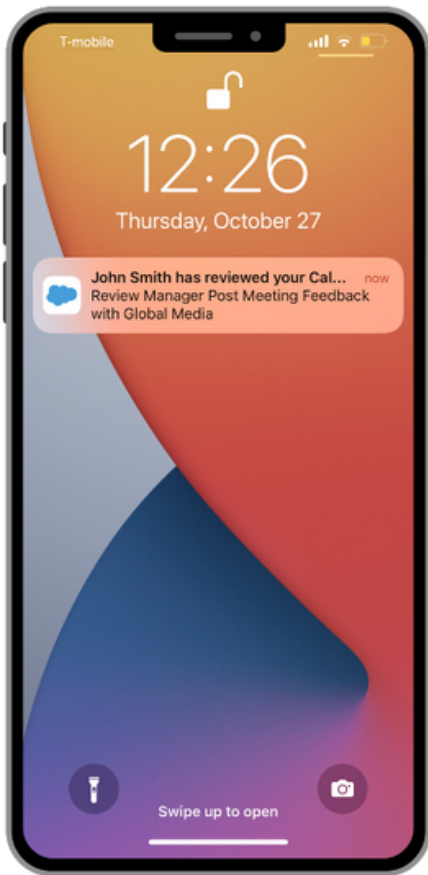 T-mobile
12:26
Thursday, October 27
John Smith has reviewed your Cal... now
Review Manager Post Meeting Feedback
with Global Media
Swipe up to open